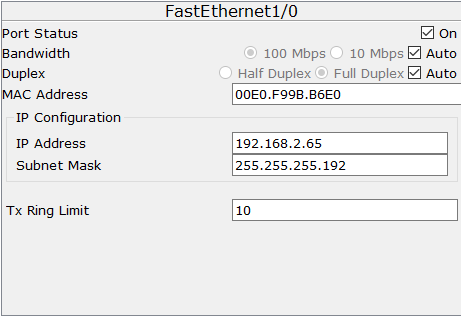 FastEthernet1/0
Port Status On
Bandwidth 100 Mbps 10 Mbps Auto
Duplex Half Duplex Full Duplex Auto
MAC Address 00E0.F99B.B6E0
IP Configuration
IP Address 192.168.2.65
Subnet Mask 255.255.255.192
Tx Ring Limit 10